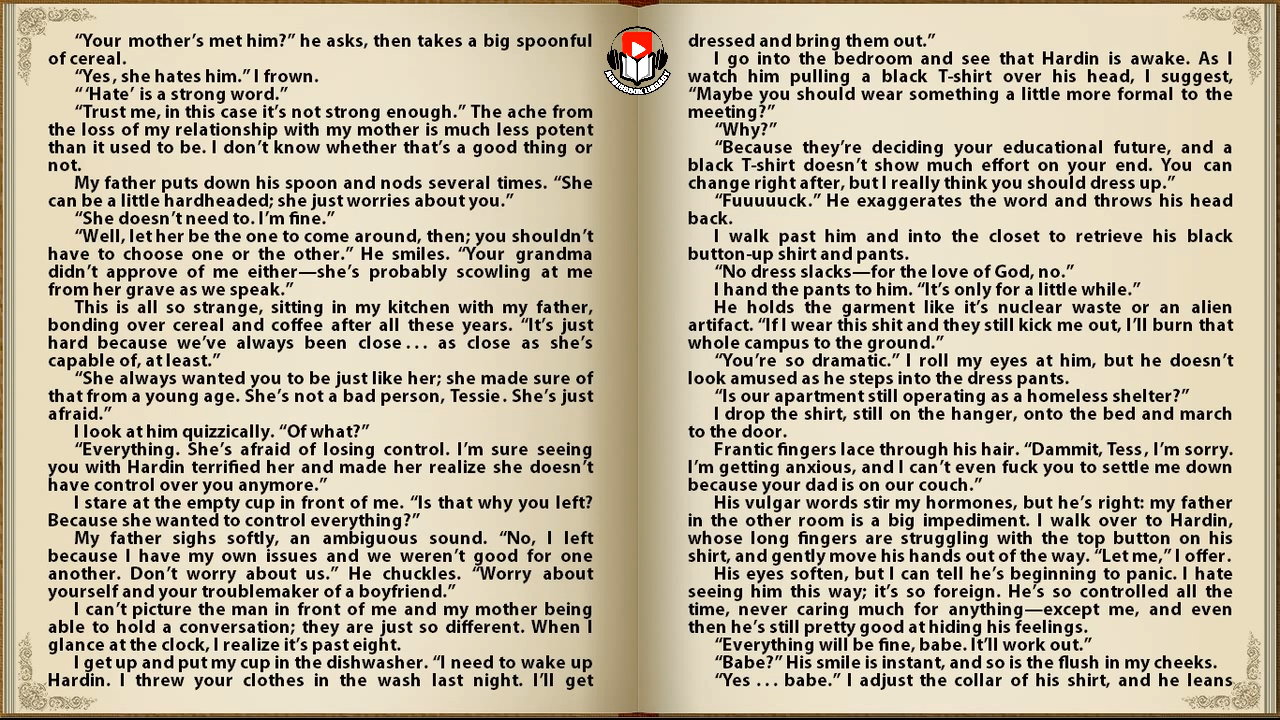 “Your mother’s met him?” he asks, then takes a big spoonful
of cereal.
“Yes, she hates him.” I frown.
“‘Hate’ is a strong word.”
“Trust me, in this case it’s not strong enough.” The ache from
the loss of my relationship with my mother is much less potent
than it used to be. I don’t know whether that’s a good thing or
not.
My father puts down his spoon and nods several times. “She
can be a little hardheaded; she just worries about you.”
“She doesn’t need to. I’m fine.”
“Well, let her be the one to come around, then; you shouldn’t
have to choose one or the other.” He smiles. “Your grandma
didn’t approve of me either—she’s probably scowling at me
from her grave as we speak.”
This is all so strange, sitting in my kitchen with my father,
bonding over cereal and coffee after all these years. “It’s just
hard because we’ve always been close . . . as close as she’s
capable of, at least.”
“She always wanted you to be just like her; she made sure of
that from a young age. She’s not a bad person, Tessie. She’s just
afraid.”
I look at him quizzically. “Of what?”
“Everything. She’s afraid of losing control. I’m sure seeing
you with Hardin terrified her and made her realize she doesn’t
have control over you anymore.”
I stare at the empty cup in front of me. “Is that why you left?
Because she wanted to control everything?”
My father sighs softly, an ambiguous sound. “No, I left
because I have my own issues and we weren’t good for one
another. Don’t worry about us.” He chuckles. “Worry about
yourself and your troublemaker of a boyfriend.”
I can’t picture the man in front of me and my mother being
able to hold a conversation; they are just so different. When I
glance at the clock, I realize it’s past eight.
I get up and put my cup in the dishwasher. “I need to wake up
Hardin. I threw your clothes in the wash last night. I’ll get
AUDIOBOOK LIBRARY
dressed and bring them out.”
I go into the bedroom and see that Hardin is awake. As I
watch him pulling a black T-shirt over his head, I suggest,
“Maybe you should wear something a little more formal to the
meeting?”
“Why?”
“Because they’re deciding your educational future, and a
black T-shirt doesn’t show much effort on your end. You can
change right after, but I really think you should dress up.”
“Fuuuuuck.” He exaggerates the word and throws his head
back.
I walk past him and into the closet to retrieve his black
button-up shirt and pants.
“No dress slacks—for the love of God, no.”
I hand the pants to him. “It’s only for a little while.”
He holds the garment like it’s nuclear waste or an alien
artifact. “If I wear this shit and they still kick me out, I’ll burn that
whole campus to the ground.”
“You’re so dramatic.” I roll my eyes at him, but he doesn’t
look amused as he steps into the dress pants.
“Is our apartment still operating as a homeless shelter?”
I drop the shirt, still on the hanger, onto the bed and march
to the door.
Frantic fingers lace through his hair. “Dammit, Tess, I’m sorry.
I’m getting anxious, and I can’t even fuck you to settle me down
because your dad is on our couch.”
His vulgar words stir my hormones, but he’s right: my father
in the other room is a big impediment. I walk over to Hardin,
whose long fingers are struggling with the top button on his
shirt, and gently move his hands out of the way. “Let me,” I offer.
His eyes soften, but I can tell he’s beginning to panic. I hate
seeing him this way; it’s so foreign. He’s so controlled all the
time, never caring much for anything—except me, and even
then he’s still pretty good at hiding his feelings.
“Everything will be fine, babe. It’ll work out.”
“Babe?” His smile is instant, and so is the flush in my cheeks.
“Yes . . . babe.” I adjust the collar of his shirt, and he leans